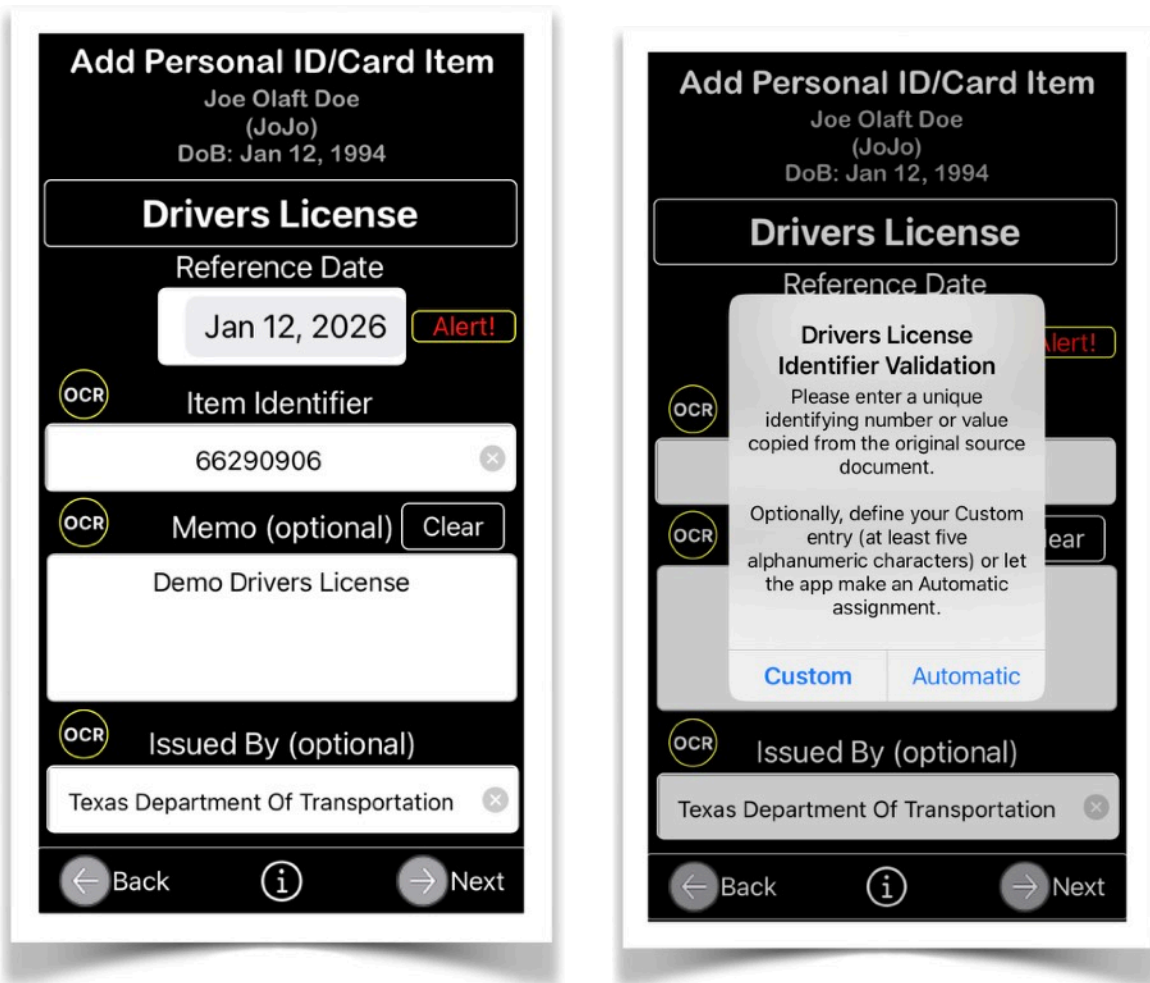 Add Personal ID/Card Item
Joe Olaft Doe
(JoJo)
DoB: Jan 12, 1994
Drivers License
Reference Date
Jan 12, 2026
Alert!
OCR
Item Identifier
66290906
OCR
Memo (optional)
Clear
Demo Drivers License
OCR
Issued By (optional)
Texas Department Of Transportation
Back
i
Next
Add Personal ID/Card Item
Joe Olaft Doe
(JoJo)
DoB: Jan 12, 1994
Drivers License
Reference Date
lert!
Drivers License
Identifier Validation
Please enter a unique
identifying number or value
copied from the original source
document.
Optionally, define your Custom
entry (at least five
alphanumeric characters) or let
the app make an Automatic
assignment.
Custom
Automatic
OCR
OCR
ear
OCR
Issued By (optional)
Texas Department Of Transportation
Back
i
Next